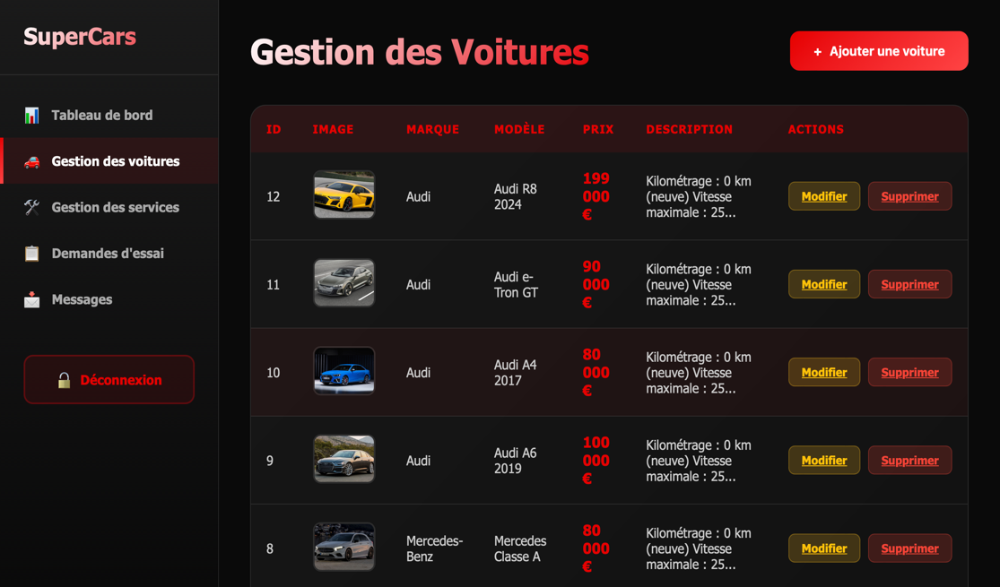 SuperCars
Tableau de bord
Gestion des voitures
Gestion des services
Demandes d'essai
Messages
Déconnexion
Gestion des Voitures
+ Ajouter une voiture
ID IMAGE MARQUE MODÈLE PRIX DESCRIPTION ACTIONS
12
Audi
Audi R8
2024
199
000
€
Kilométrage : 0 km
(neuve) Vitesse
maximale : 25...
Modifier
Supprimer
11
Audi
Audi e-
Tron GT
90
000
€
Kilométrage : 0 km
(neuve) Vitesse
maximale : 25...
Modifier
Supprimer
10
Audi
Audi A4
2017
80
000
€
Kilométrage : 0 km
(neuve) Vitesse
maximale : 25...
Modifier
Supprimer
9
Audi
Audi A6
2019
100
000
€
Kilométrage : 0 km
(neuve) Vitesse
maximale : 25...
Modifier
Supprimer
8
Mercedes-
Benz
Mercedes
Classe A
80
000
€
Kilométrage : 0 km
(neuve) Vitesse
maximale : 25...
Modifier
Supprimer